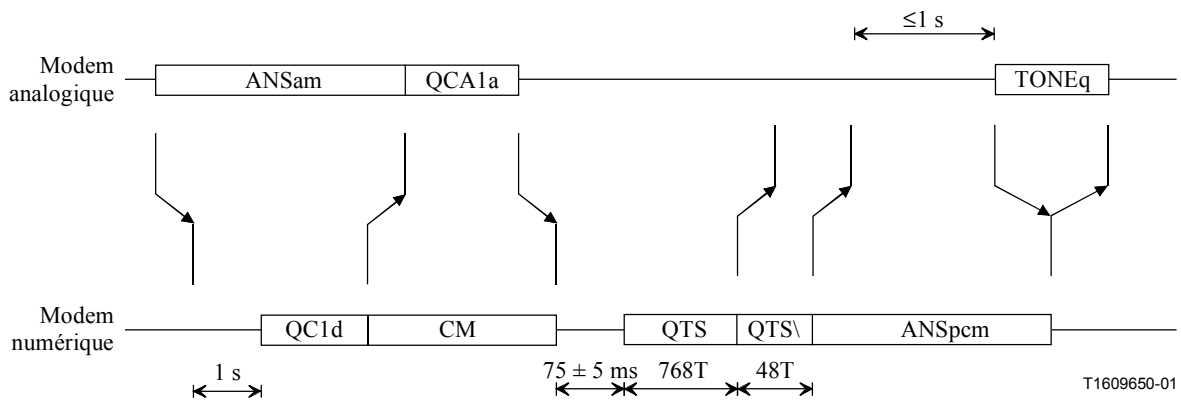 ≤1 s
Modem
analogique
ANSam
QCA1a
TONEq
Modem
numérique
QC1d
CM
QTS
QTS\
ANSpcm
1 s
75 ± 5 ms
768T
48T
T1609650-01